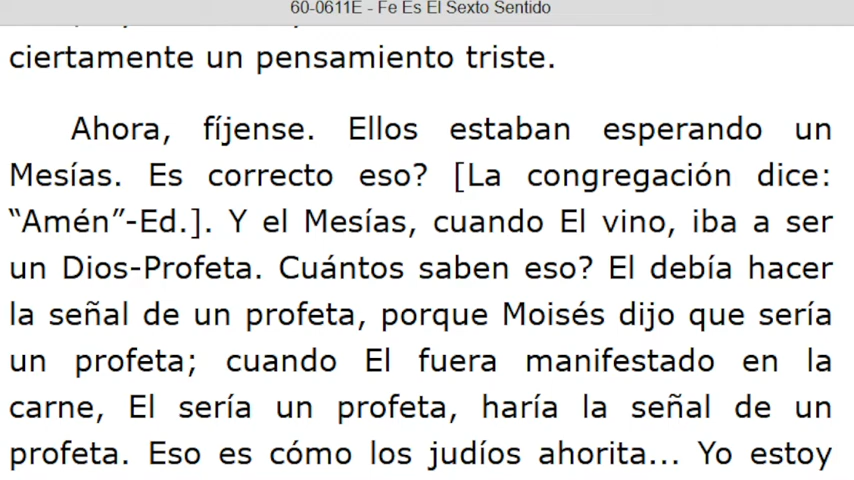 60-0611E - Fe Es El Sexto Sentido
ciertamente un pensamiento triste.
Ahora, fíjense. Ellos estaban esperando un
Mesías. Es correcto eso? [La congregación dice:
“Amén”-Ed.]. Y el Mesías, cuando El vino, iba a ser
un Dios-Profeta. Cuántos saben eso? El debía hacer
la señal de un profeta, porque Moisés dijo que sería
un profeta; cuando El fuera manifestado en la
carne, El sería un profeta, haría la señal de un
profeta. Eso es cómo los judíos ahorita... Yo estoy